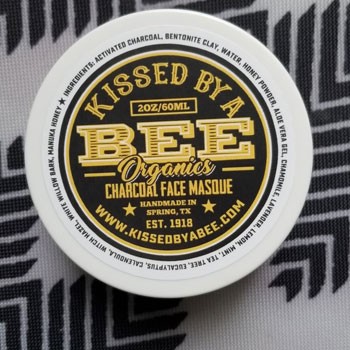 KISSED BY A
2OZ/60ML
BEE
Organics
CHARCOAL FACE MASQUE
HANDMADE IN
SPRING, TX
EST. 1918
WWW.KISSEDBYABEE.COM
★ INGREDIENTS: ACTIVATED CHARCOAL, BENTONITE CLAY, WATER, HONEY POWDER, ALOE VERA GEL, CHAMOMILE, LAVENDER, LEMON, MINT, TEA TREE, EUCALYPTUS, CALENDULA, WITCH HAZEL, WHITE WILLOW BARK, MANUKA HONEY